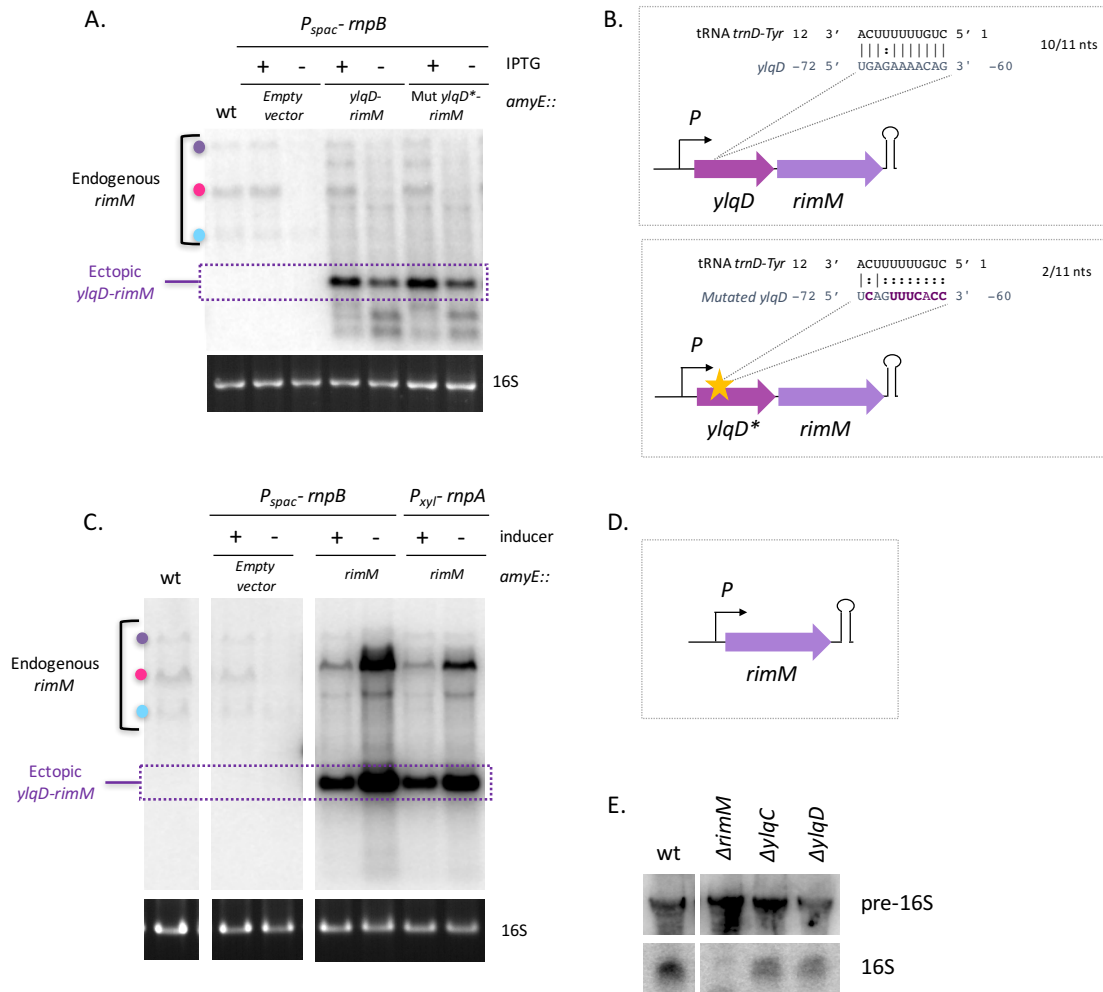 A.
P_spac- rnpB
+ - + - + - IPTG
wt Empty vector ylqD-rimM Mut ylqD*-rimM amyE::
Endogenous
rimM
Ectopic
ylqD-rimM
16S
B.
tRNA trnD-Tyr 12 3’ ACUUUUUUGUC 5’ 1
10/11 nts
ylqD –72 5’ UGAGAAAACAG 3’ –60
P
ylqD rimM
tRNA trnD-Tyr 12 3’ ACUUUUUUGUC 5’ 1
2/11 nts
Mutated ylqD –72 5’ UCAGUUUCACC 3' –60
P
ylqD* rimM
C.
P_spac- rnpB P_xyl- rnpA
+ - + - + - inducer
wt Empty vector rimM rimM amyE::
Endogenous
rimM
Ectopic
ylqD-rimM
16S
D.
P
rimM
E.
wt ΔrimM ΔylqC ΔylqD
pre-16S
16S